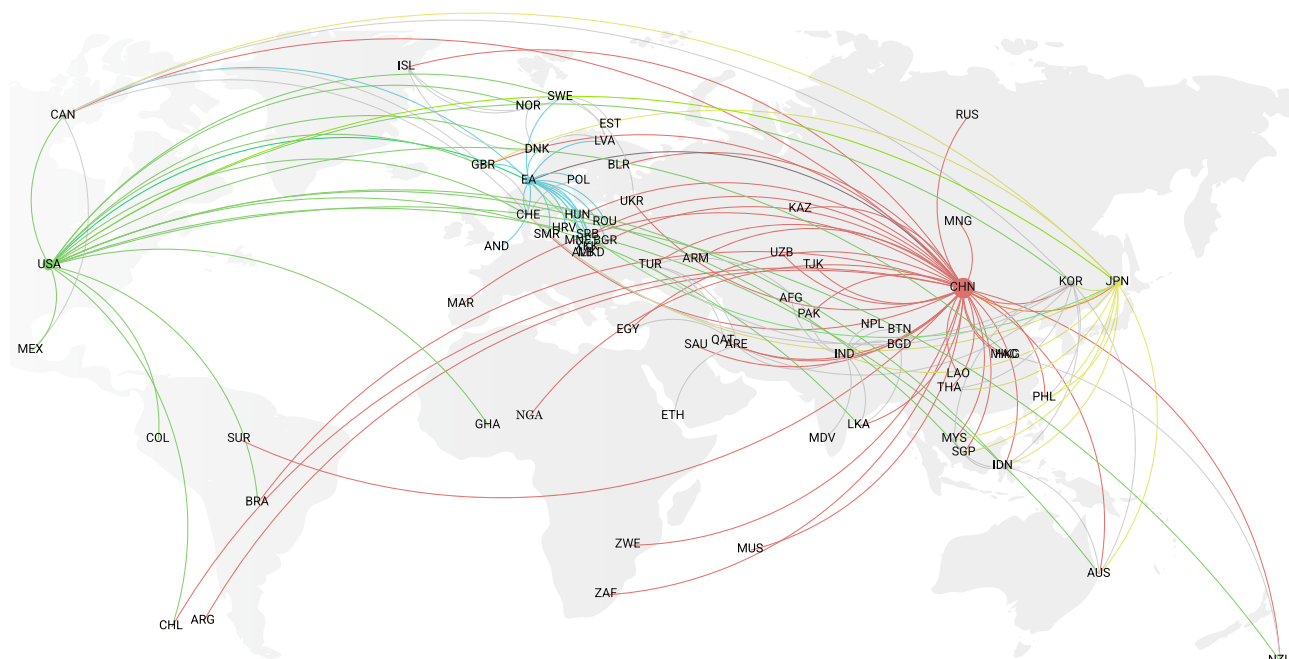 ISL
SWE
NOR
CAN
RUS
EST
LVA
DNK
GBR
BLR
EA
POL
UKR
KAZ
CHE
HUN
ROU
MNG
HRV
SMR
SRB
BGR
AND
UZB
USA
TUR
ARM
TJK
CHN
KOR
JPN
MAR
AFG
PAK
NPL
BTN
EGY
QAT
SAU
ARE
BGD
MEX
IND
LAO
THA
PHL
NGA
ETH
GHA
LKA
COL
SUR
MDV
MYS
SGP
IDN
BRA
ZWE
MUS
AUS
ZAF
ARG
CHL